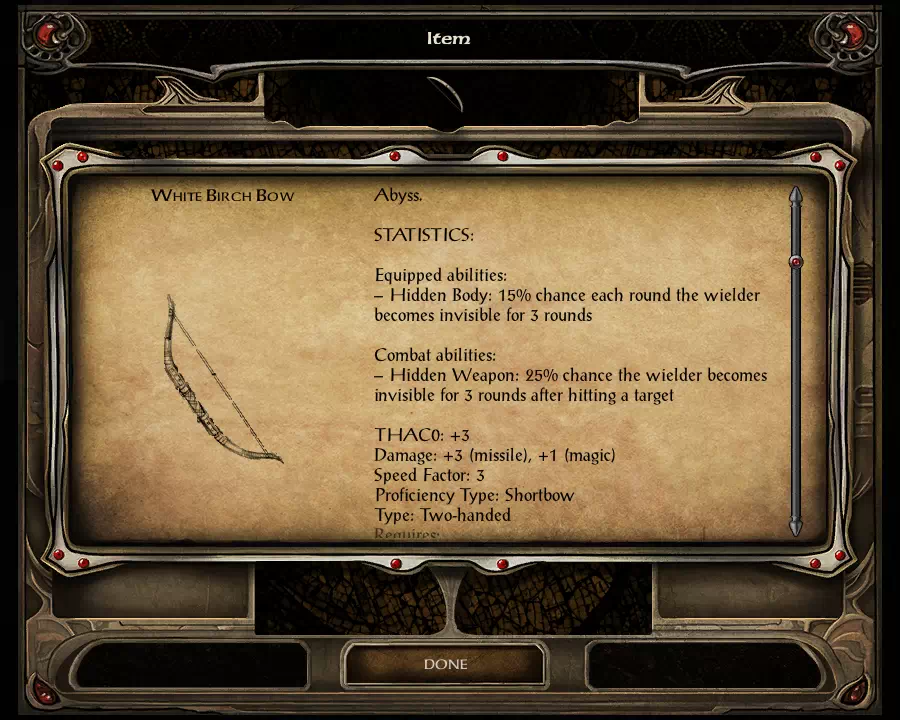 Item
White Birch Bow
Abyss.
STATISTICS:
Equipped abilities:
– Hidden Body: 15% chance each round the wielder
becomes invisible for 3 rounds
Combat abilities:
– Hidden Weapon: 25% chance the wielder becomes
invisible for 3 rounds after hitting a target
THAC0: +3
Damage: +3 (missile), +1 (magic)
Speed Factor: 3
Proficiency Type: Shortbow
Type: Two-handed
Requires:
DONE